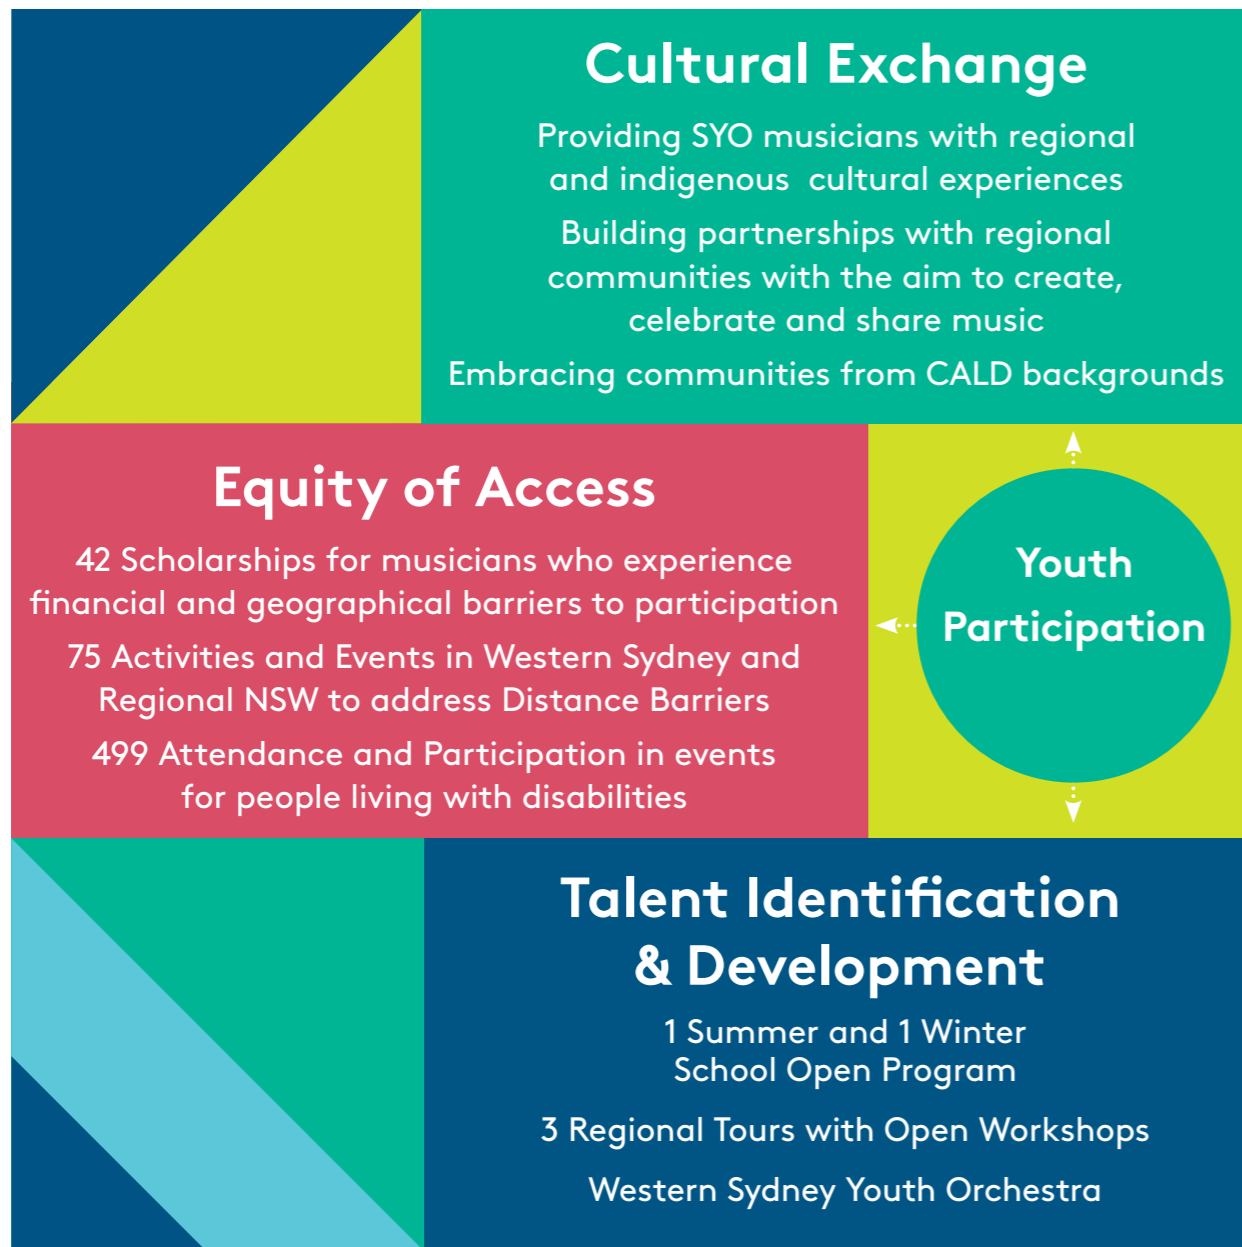 Cultural Exchange
Providing SYO musicians with regional
and indigenous cultural experiences
Building partnerships with regional
communities with the aim to create,
celebrate and share music
Embracing communities from CALD backgrounds
Equity of Access
42 Scholarships for musicians who experience
financial and geographical barriers to participation
75 Activities and Events in Western Sydney and
Regional NSW to address Distance Barriers
499 Attendance and Participation in events
for people living with disabilities
Youth
Participation
Talent Identification
& Development
1 Summer and 1 Winter
School Open Program
3 Regional Tours with Open Workshops
Western Sydney Youth Orchestra